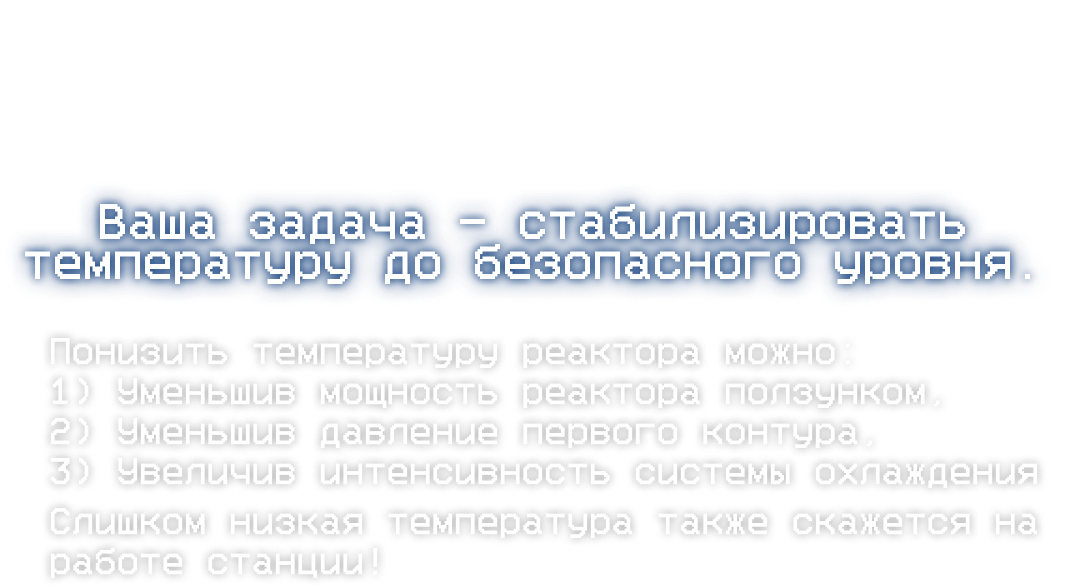 Ваша задача - стабилизировать
температуру до безопасного уровня.
Понизить температуру реактора можно:
1) Уменьшив мощность реактора ползунком,
2) Уменьшив давление первого контура,
3) Увеличив интенсивность системы охлаждения
Слишком низкая температура также скажется на
работе станции!